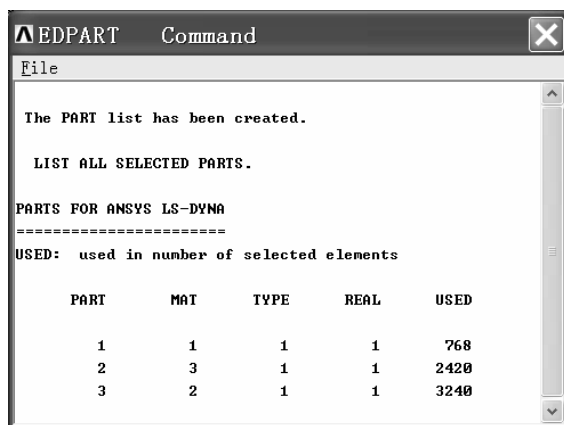 EDPART Command
File
The PART list has been created.
LIST ALL SELECTED PARTS.
PARTS FOR ANSYS LS-DYNA
=======================
USED: used in number of selected elements
PART MAT TYPE REAL USED
1 1 1 1 768
2 3 1 1 2420
3 2 1 1 3240